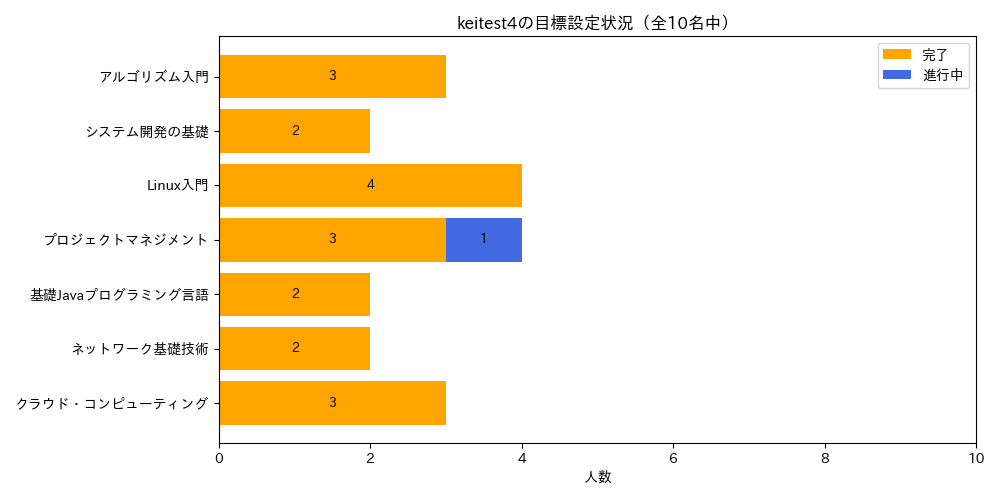 keitest4の目標設定状況（全10名中）
完了
進行中
アルゴリズム入門
3
システム開発の基礎
2
Linux入門
4
プロジェクトマネジメント
3
1
基礎Javaプログラミング言語
2
ネットワーク基礎技術
2
クラウド・コンピューティング
3
0
2
4
6
8
10
人数